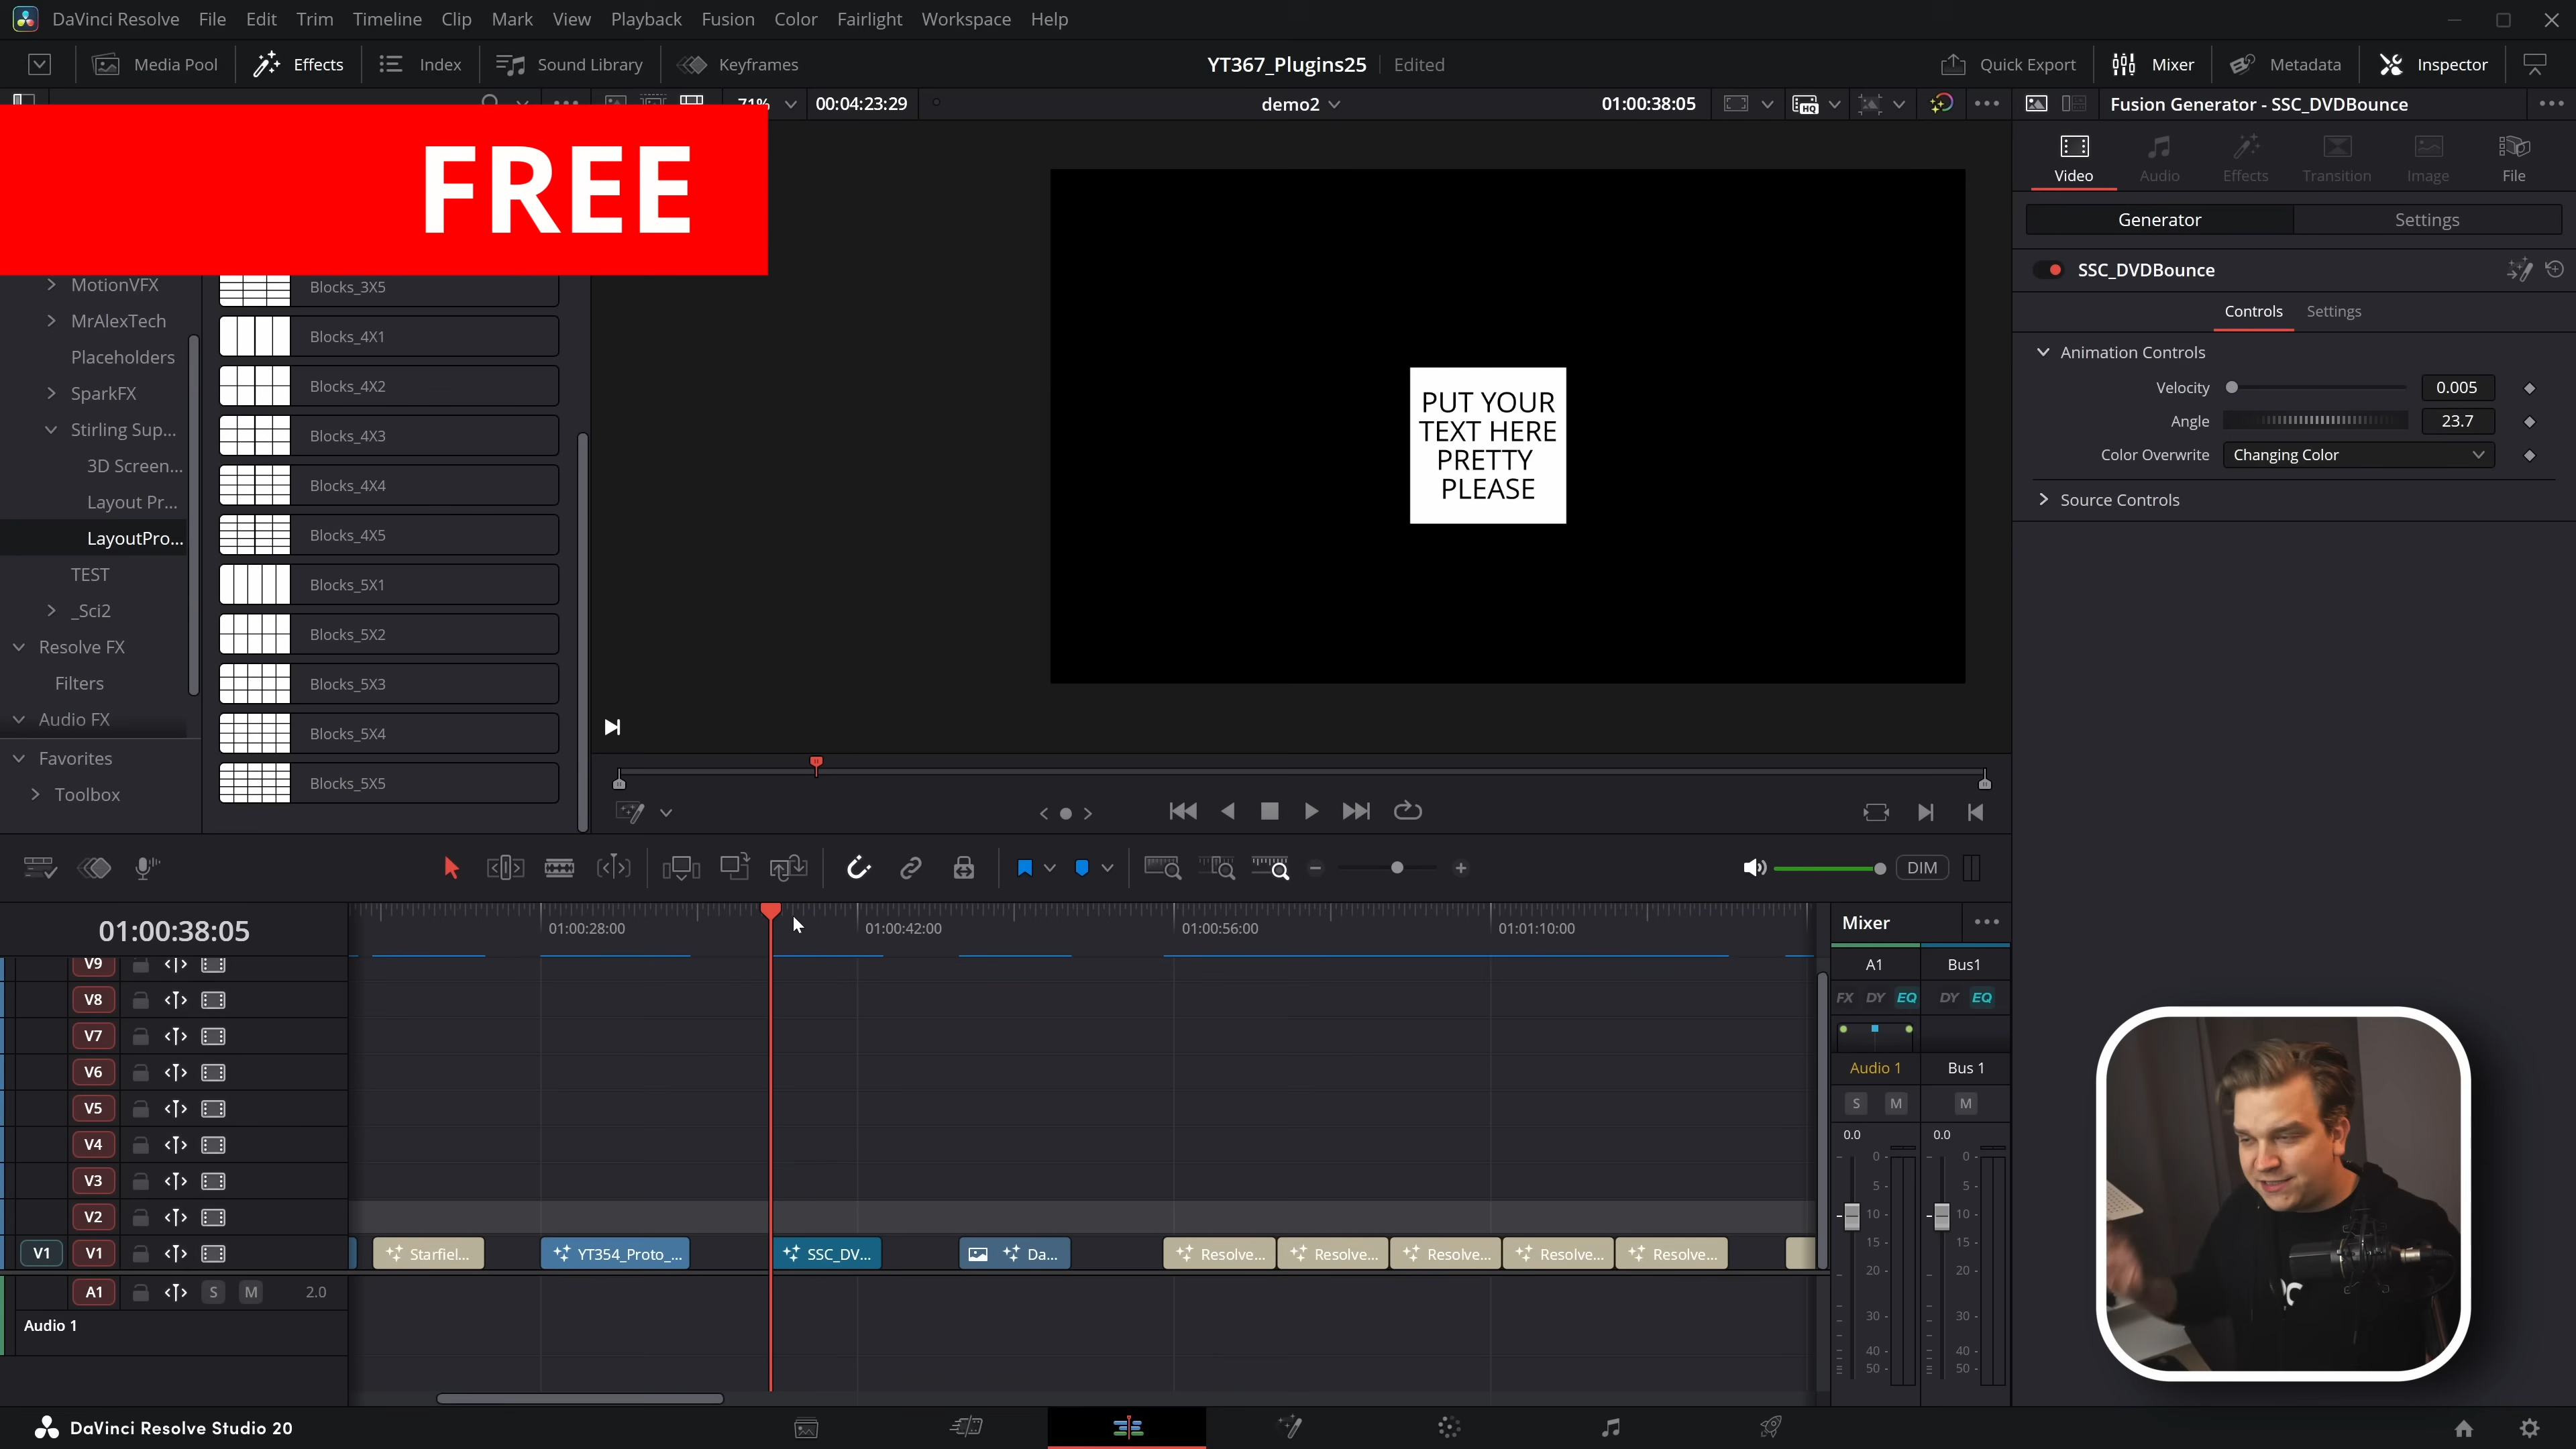 DaVinci Resolve File Edit Trim Timeline Clip Mark View Playback Fusion Color Fairlight Workspace Help
Media Pool Effects Index Sound Library Keyframes YT367_Plugins25 Edited Quick Export Mixer Metadata Inspector
71% 00:04:23:29 demo2 01:00:38:05 Fusion Generator - SSC_DVDBounce
FREE
Video Audio Effects Transition Image File
Generator Settings
SSC_DVDBounce
Controls Settings
Animation Controls
Velocity 0.005
Angle 23.7
Color Overwrite Changing Color
Source Controls
MotionVFX
MrAlexTech
Placeholders
SparkFX
Stirling Sup...
3D Screen...
Layout Pr...
LayoutPro...
TEST
_Sci2
Resolve FX
Filters
Audio FX
Favorites
Toolbox
Blocks_3X5
Blocks_4X1
Blocks_4X2
Blocks_4X3
Blocks_4X4
Blocks_4X5
Blocks_5X1
Blocks_5X2
Blocks_5X3
Blocks_5X4
Blocks_5X5
PUT YOUR
TEXT HERE
PRETTY
PLEASE
DIM
01:00:38:05
01:00:28:00 01:00:42:00 01:00:56:00 01:01:10:00
V9
V8
V7
V6
V5
V4
V3
V2
V1 V1
Starfiel... YT354_Proto_... SSC_DV... Da... Resolve... Resolve... Resolve... Resolve... Resolve...
A1 S M 2.0
Audio 1
Mixer
A1 Bus1
FX DY EQ DY EQ
Audio 1 Bus 1
S M M
0.0 0.0
0 0
5 5
10 10
15 15
20 20
30 30
40 40
50 50
DaVinci Resolve Studio 20